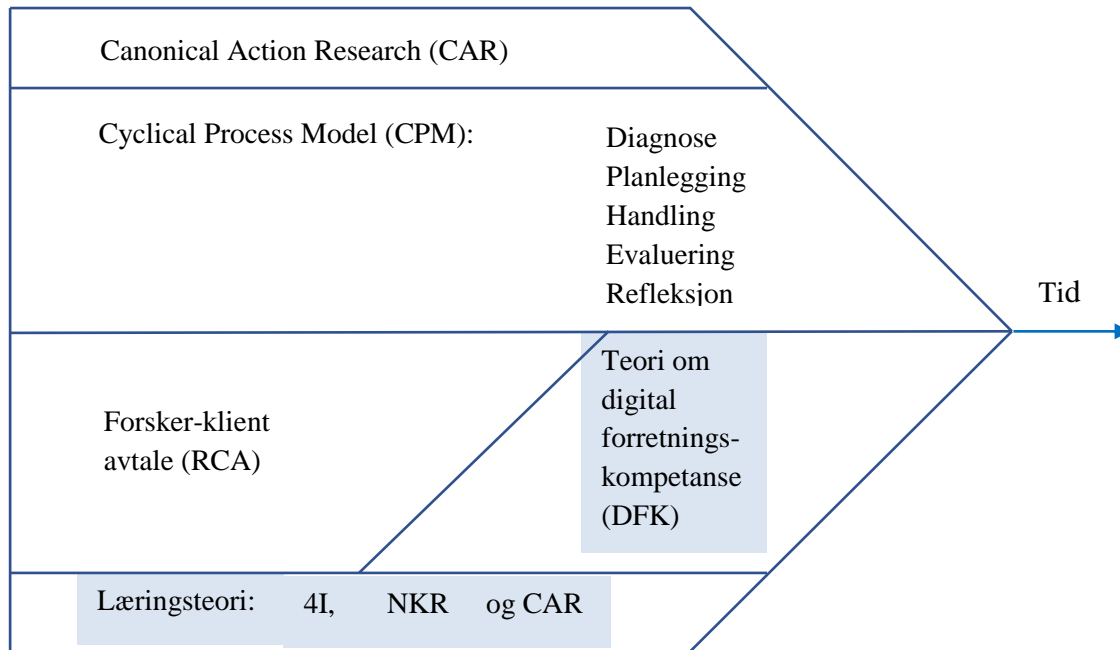 Canonical Action Research (CAR)
Cyclical Process Model (CPM):
Diagnose
Planlegging
Handling
Evaluering
Refleksjon
Tid
Forsker-klient
avtale (RCA)
Teori om
digital
forretnings-
kompetanse
(DFK)
Læringsteori: 4I, NKR og CAR